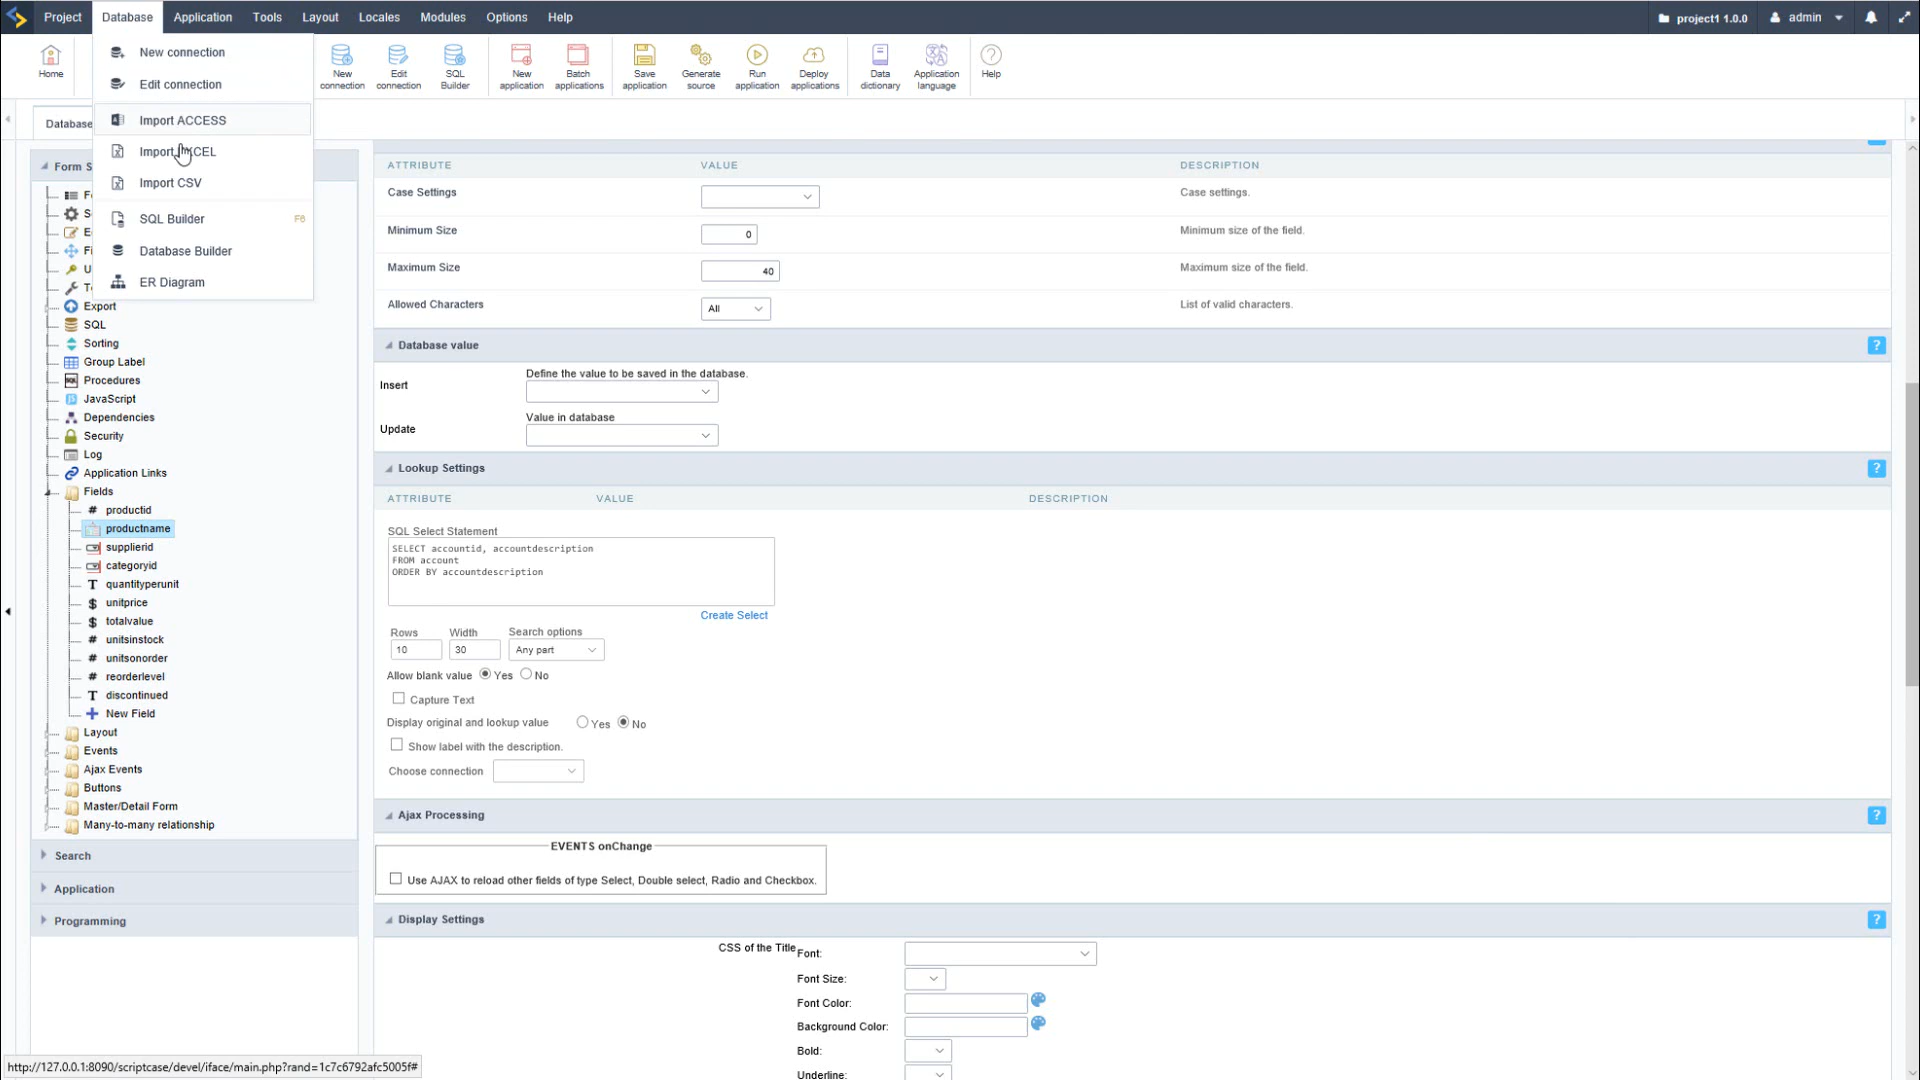 Project
Database
Application
Tools
Layout
Locales
Modules
Options
Help
project1 1.0.0
admin
Home
New connection
Edit connection
SQL Builder
New application
Batch applications
Save application
Generate source
Run application
Deploy applications
Data dictionary
Application language
Help
New connection
Edit connection
Import ACCESS
Import CSV
SQL Builder F6
Database Builder
ER Diagram
Database
Form S
Export
SQL
Sorting
Group Label
Procedures
JavaScript
Dependencies
Security
Log
Application Links
Fields
productid
productname
supplierid
categoryid
quantityperunit
unitprice
totalvalue
unitsinstock
unitsonorder
reorderlevel
discontinued
New Field
Layout
Events
Ajax Events
Buttons
Master/Detail Form
Many-to-many relationship
Search
Application
Programming
ATTRIBUTE VALUE DESCRIPTION
Case Settings Case settings.
Minimum Size 0 Minimum size of the field.
Maximum Size 40 Maximum size of the field.
Allowed Characters All List of valid characters.
Database value ?
Define the value to be saved in the database.
Insert
Value in database
Update
Lookup Settings ?
ATTRIBUTE VALUE DESCRIPTION
SQL Select Statement
SELECT accountid, accountdescription
FROM account
ORDER BY accountdescription
Create Select
Rows Width Search options
10 30 Any part
Allow blank value Yes No
Capture Text
Display original and lookup value Yes No
Show label with the description.
Choose connection
Ajax Processing ?
EVENTS onChange
Use AJAX to reload other fields of type Select, Double select, Radio and Checkbox.
Display Settings ?
CSS of the Title Font:
Font Size:
Font Color:
Background Color:
Bold:
Underline:
http://127.0.0.1:8090/scriptcase/devel/iface/main.php?rand=1c7c6792afc5005f#